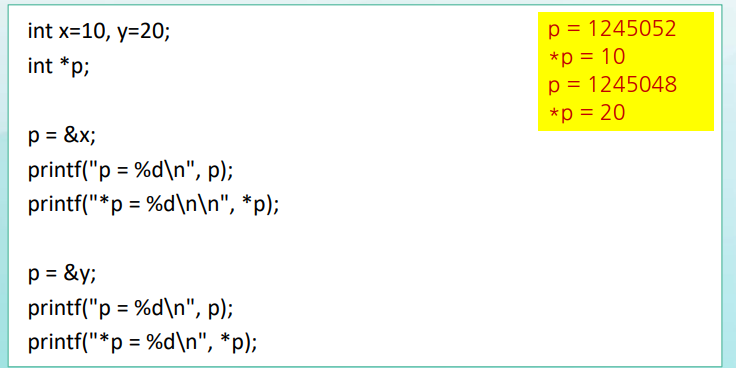 int x=10, y=20;
int *p;
p = &x;
printf("p = %d\n", p);
printf("*p = %d\n\n", *p);
p = &y;
printf("p = %d\n", p);
printf("*p = %d\n", *p);
p = 1245052
*p = 10
p = 1245048
*p = 20